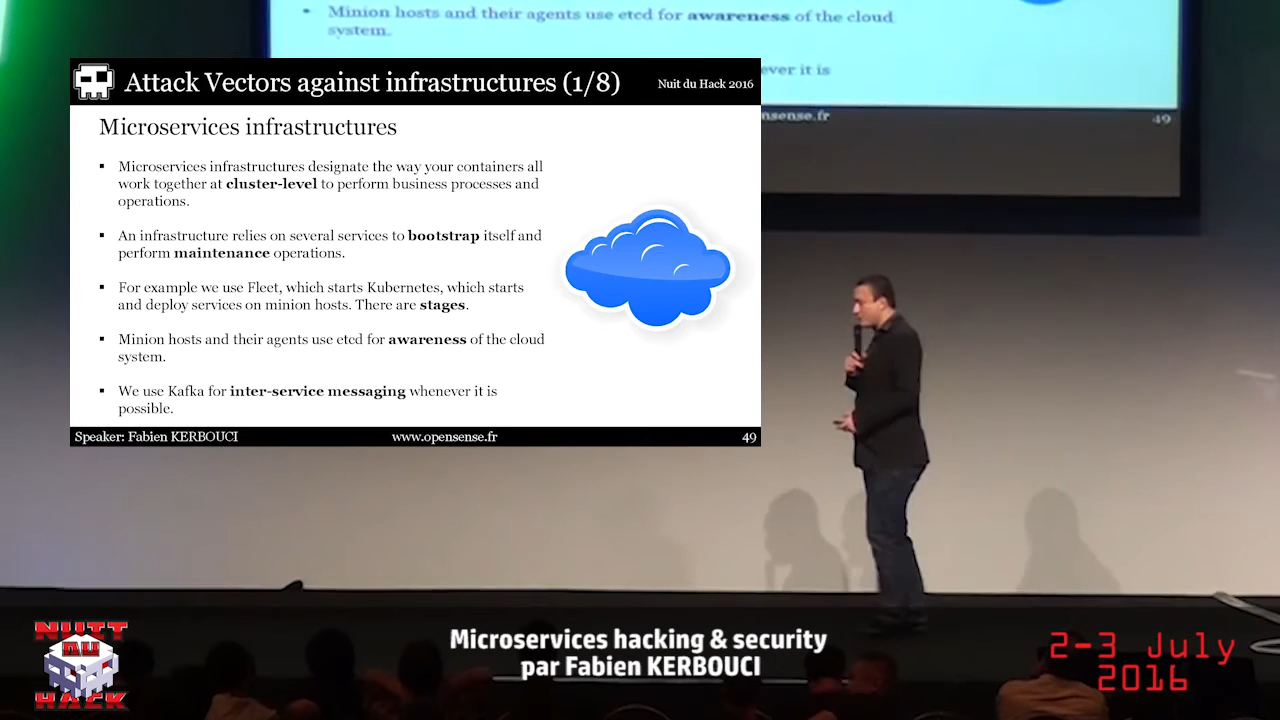 Minion hosts and their agents use etcd for awareness of the cloud
system.
ever it is
nsense.fr
49
Attack Vectors against infrastructures (1/8)
Nuit du Hack 2016
Microservices infrastructures
▪ Microservices infrastructures designate the way your containers all
work together at cluster-level to perform business processes and
operations.
▪ An infrastructure relies on several services to bootstrap itself and
perform maintenance operations.
▪ For example we use Fleet, which starts Kubernetes, which starts
and deploy services on minion hosts. There are stages.
▪ Minion hosts and their agents use etcd for awareness of the cloud
system.
▪ We use Kafka for inter-service messaging whenever it is
possible.
Speaker: Fabien KERBOUCI
www.opensense.fr
49
NUIT
DU
HACK
Microservices hacking & security
par Fabien KERBOUCI
2-3 July
2016